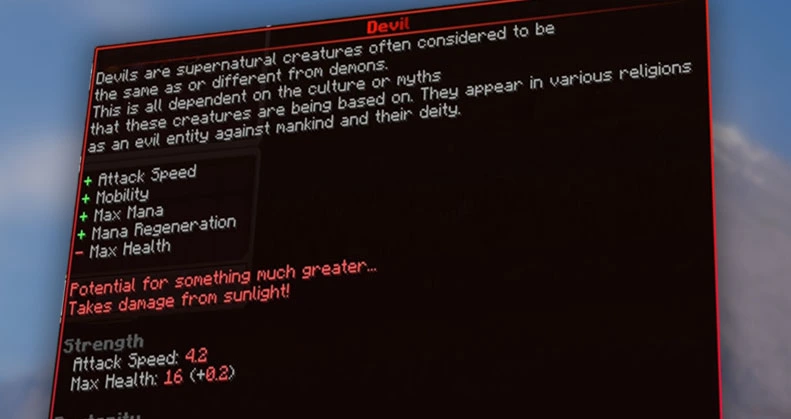 Devil
Devils are supernatural creatures often considered to be
the same as or different from demons.
This is all dependent on the culture or myths
that these creatures are being based on. They appear in various religions
as an evil entity against mankind and their deity.
+ Attack Speed
+ Mobility
+ Max Mana
+ Mana Regeneration
- Max Health
Potential for something much greater...
Takes damage from sunlight!
Strength
Attack Speed: 4.2
Max Health: 16 (+0.2)